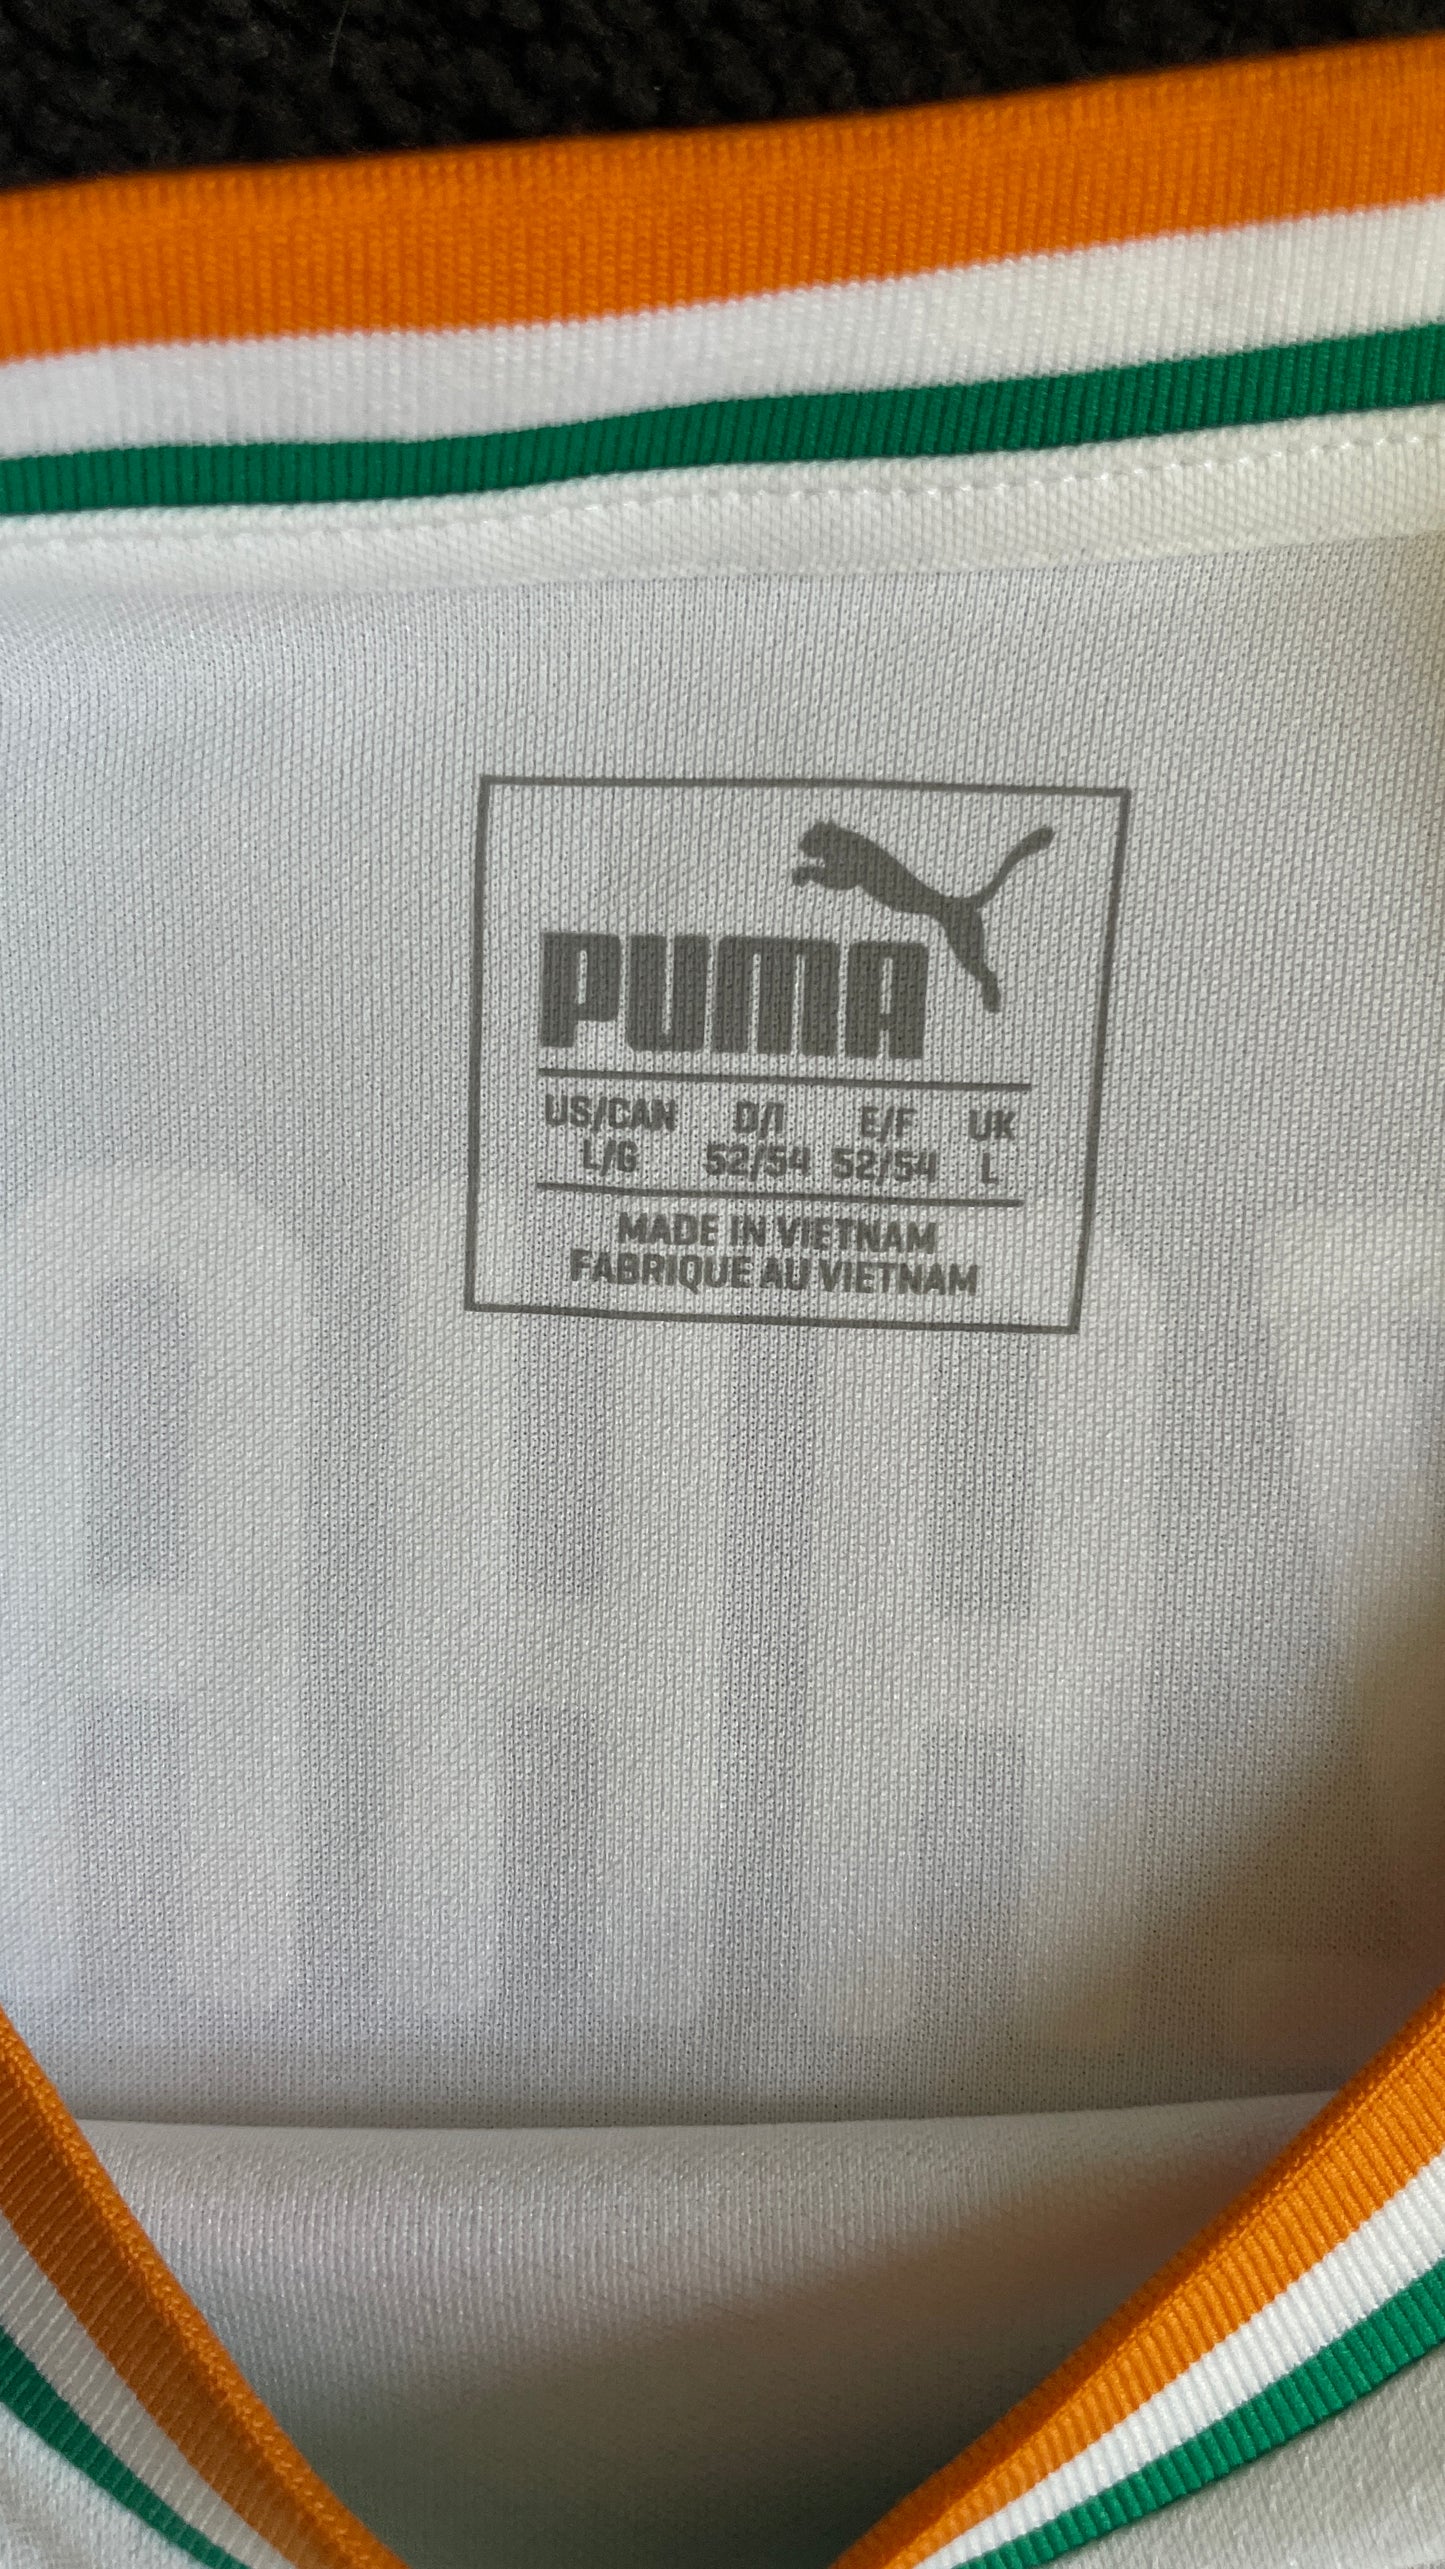 PUMA
US/CAN D/I E/F UK
L/G 52/54 52/54 L
MADE IN VIETNAM
FABRIQUE AU VIETNAM